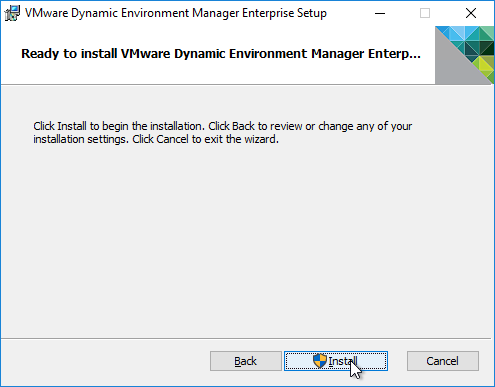 VMware Dynamic Environment Manager Enterprise Setup
Ready to install VMware Dynamic Environment Manager Enterp...
Click Install to begin the installation. Click Back to review or change any of your
installation settings. Click Cancel to exit the wizard.
Back Install Cancel